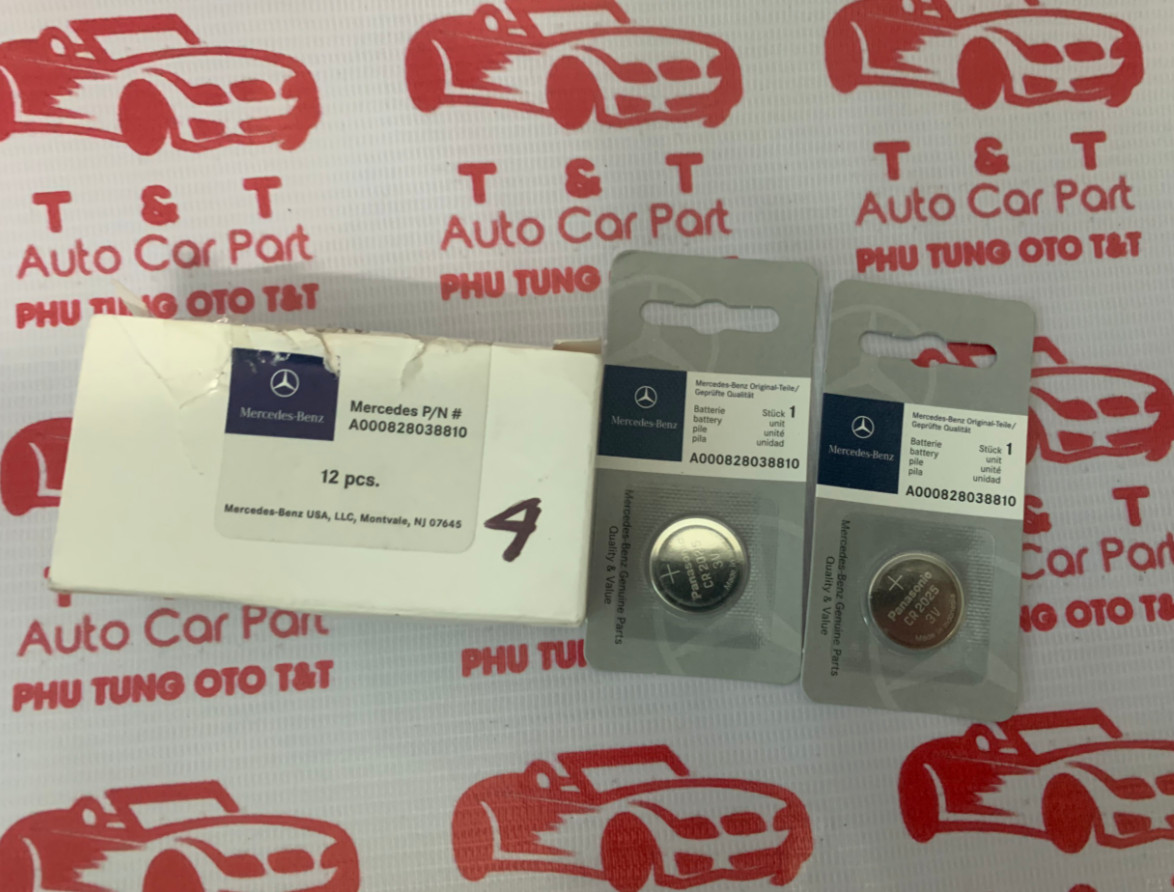 T & T
Auto Car Part
PHU TUNG OTO T&T
T & T
Auto Car Part
PHU TUNG
T & T
Auto Car Part
PHU TUNG OTO T&T
Mercedes-Benz
Mercedes P/N #
A000828038810
12 pcs.
Mercedes-Benz USA, LLC, Montvale, NJ 07645
4
Mercedes-Benz
Mercedes-Benz Original-Teile/
Geprüfte Qualität
Batterie Stück 1
battery unit
pile unité
pila unidad
A000828038810
Mercedes-Benz Genuine Parts
Quality & Value
Panasonic
CR 2025
3V
Mercedes-Benz
Mercedes-Benz Original-Teile/
Geprüfte Qualität
Batterie Stück 1
battery unit
pile unité
pila unidad
A000828038810
Mercedes-Benz Genuine Parts
Quality & Value
+
Panasonic
CR 2025
3V
& T
Car Part
OTO T&T
Auto Car Part
PHU TUNG OTO T&T
PHU